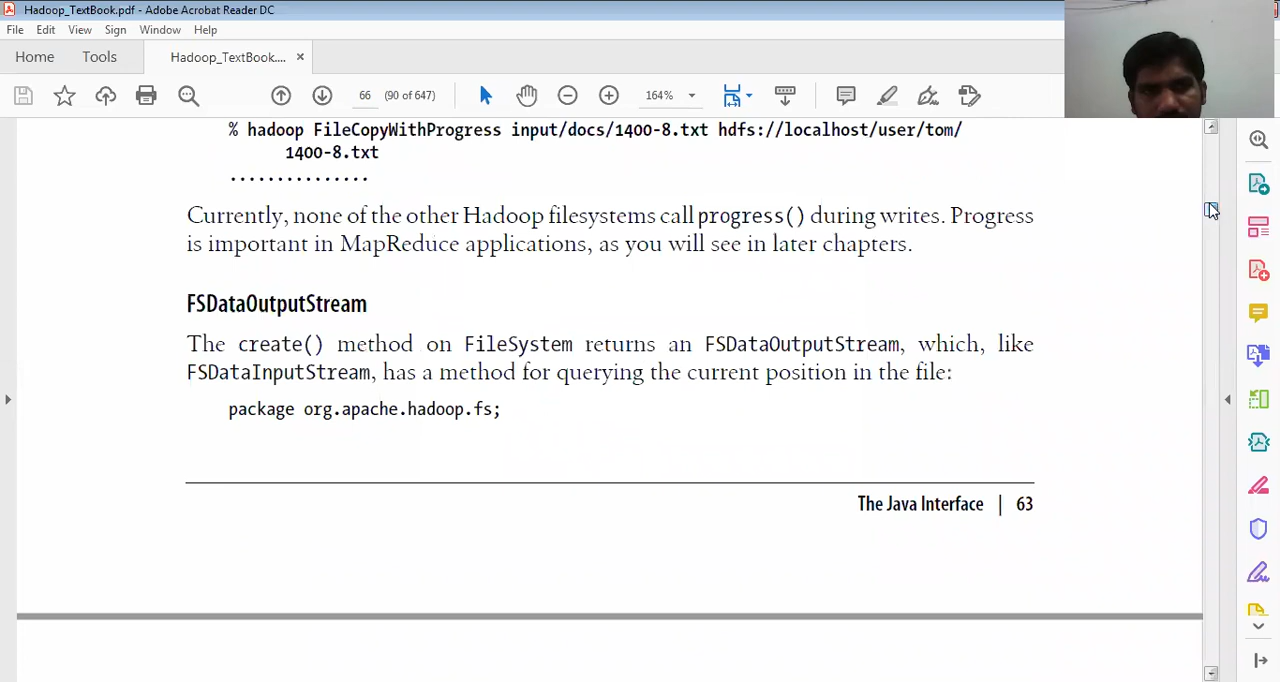 Hadoop_TextBook.pdf - Adobe Acrobat Reader DC
File Edit View Sign Window Help
Home Tools Hadoop_TextBook.... ×
66 (90 of 647) 164%
% hadoop FileCopyWithProgress input/docs/1400-8.txt hdfs://localhost/user/tom/
1400-8.txt
...............
Currently, none of the other Hadoop filesystems call progress() during writes. Progress
is important in MapReduce applications, as you will see in later chapters.
FSDataOutputStream
The create() method on FileSystem returns an FSDataOutputStream, which, like
FSDataInputStream, has a method for querying the current position in the file:
package org.apache.hadoop.fs;
The Java Interface | 63